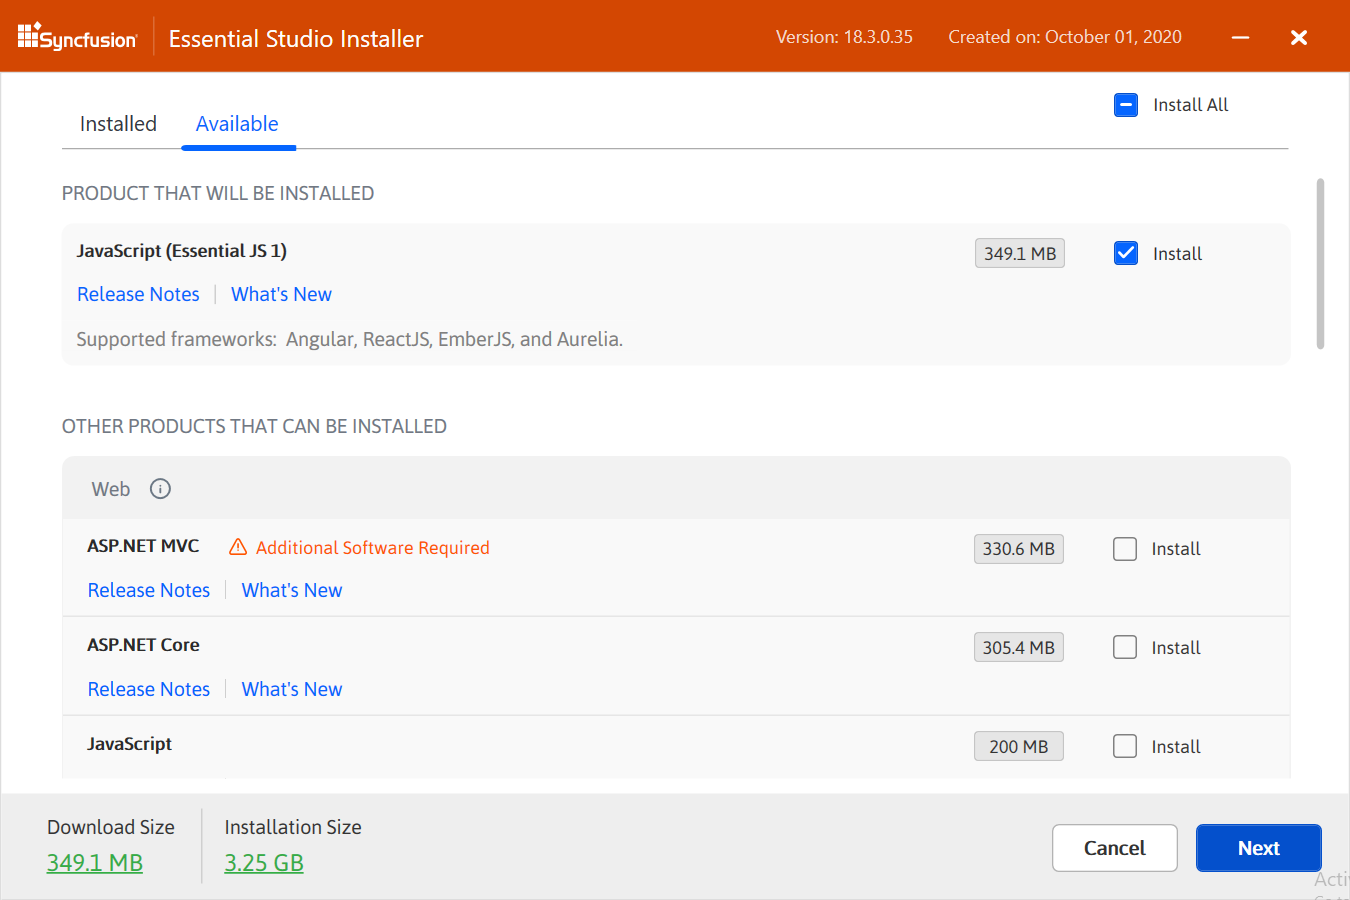 Syncfusion Essential Studio Installer Version: 18.3.0.35 Created on: October 01, 2020
Installed Available Install All
PRODUCT THAT WILL BE INSTALLED
JavaScript (Essential JS 1) 349.1 MB Install
Release Notes What's New
Supported frameworks: Angular, ReactJS, EmberJS, and Aurelia.
OTHER PRODUCTS THAT CAN BE INSTALLED
Web
ASP.NET MVC Additional Software Required 330.6 MB Install
Release Notes What's New
ASP.NET Core 305.4 MB Install
Release Notes What's New
JavaScript 200 MB Install
Download Size Installation Size
349.1 MB 3.25 GB
Cancel Next